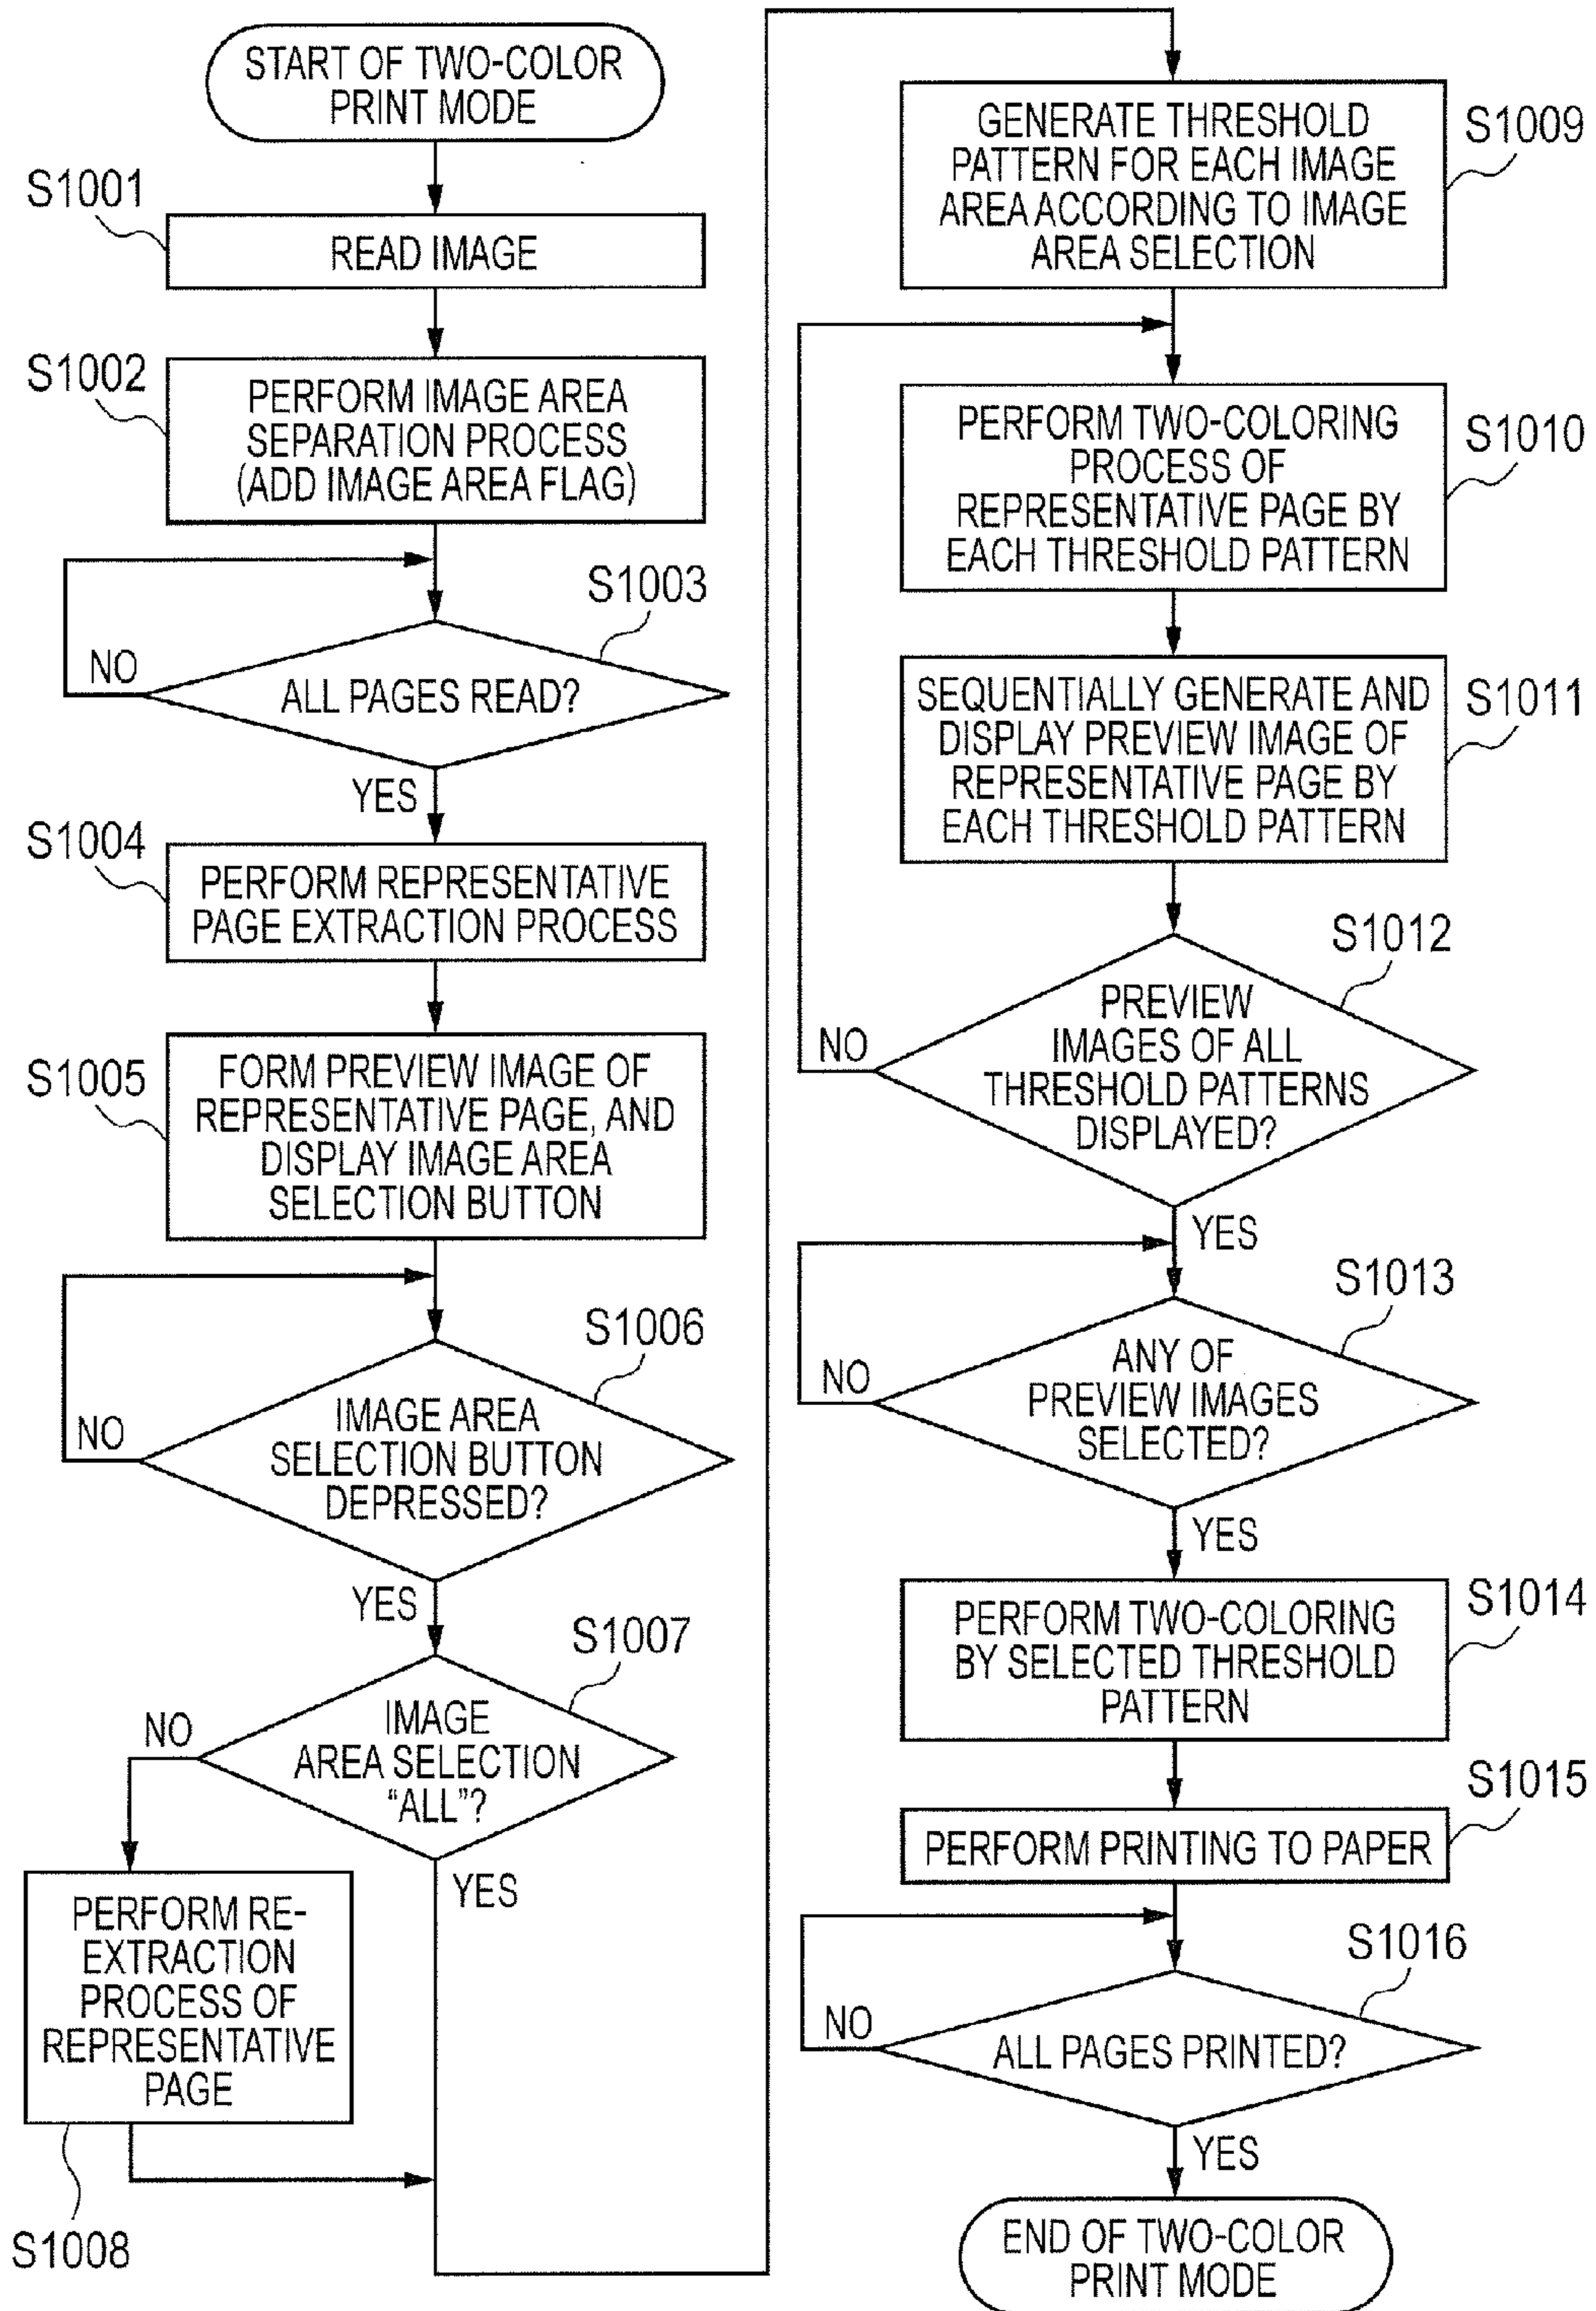 START OF TWO-COLOR
PRINT MODE
S1001
READ IMAGE
S1002
PERFORM IMAGE AREA
SEPARATION PROCESS
(ADD IMAGE AREA FLAG)
S1003
NO
ALL PAGES READ?
YES
S1004
PERFORM REPRESENTATIVE
PAGE EXTRACTION PROCESS
S1005
FORM PREVIEW IMAGE OF
REPRESENTATIVE PAGE, AND
DISPLAY IMAGE AREA
SELECTION BUTTON
S1006
NO
IMAGE AREA
SELECTION BUTTON
DEPRESSED?
YES
S1007
NO
IMAGE
AREA SELECTION
“ALL”?
YES
PERFORM RE-
EXTRACTION
PROCESS OF
REPRESENTATIVE
PAGE
S1008
GENERATE THRESHOLD
PATTERN FOR EACH IMAGE
AREA ACCORDING TO IMAGE
AREA SELECTION
S1009
PERFORM TWO-COLORING
PROCESS OF
REPRESENTATIVE PAGE BY
EACH THRESHOLD PATTERN
S1010
SEQUENTIALLY GENERATE AND
DISPLAY PREVIEW IMAGE OF
REPRESENTATIVE PAGE BY
EACH THRESHOLD PATTERN
S1011
S1012
NO
PREVIEW
IMAGES OF ALL
THRESHOLD PATTERNS
DISPLAYED?
YES
S1013
NO
ANY OF
PREVIEW IMAGES
SELECTED?
YES
S1014
PERFORM TWO-COLORING
BY SELECTED THRESHOLD
PATTERN
S1015
PERFORM PRINTING TO PAPER
S1016
NO
ALL PAGES PRINTED?
YES
END OF TWO-COLOR
PRINT MODE